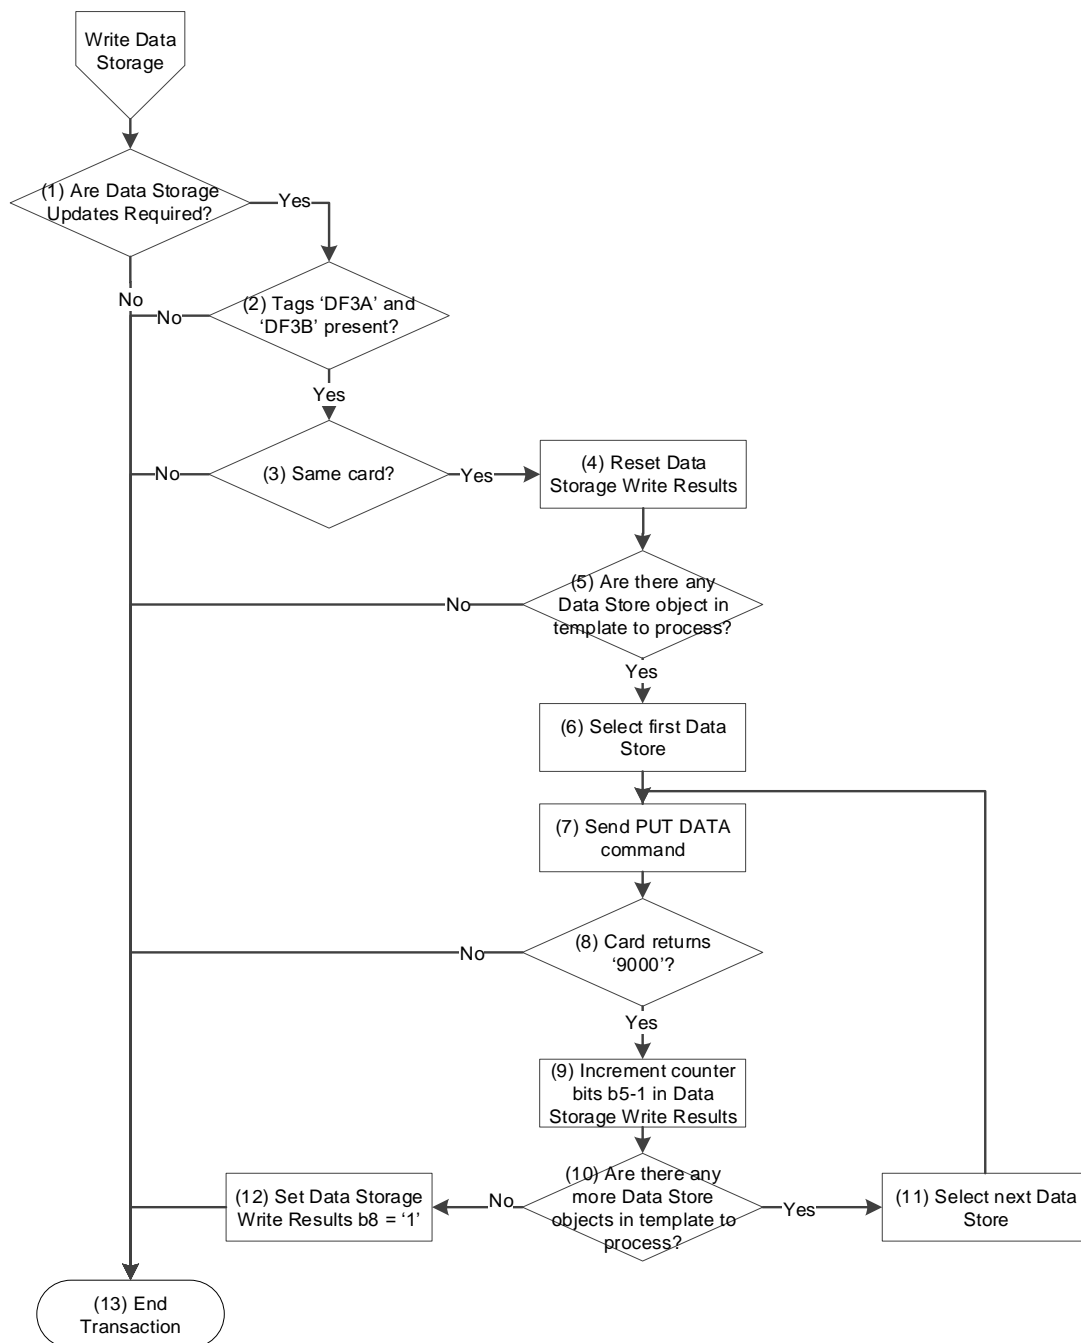 Write Data
Storage
(1) Are Data Storage
Updates Required?
Yes
No
(2) Tags ‘DF3A’ and
‘DF3B’ present?
No
Yes
(3) Same card?
No
Yes
(4) Reset Data
Storage Write Results
(5) Are there any
Data Store object in
template to process?
No
Yes
(6) Select first Data
Store
(7) Send PUT DATA
command
(8) Card returns
‘9000’?
No
Yes
(9) Increment counter
bits b5-1 in Data
Storage Write Results
(10) Are there any
more Data Store
objects in template to
process?
No
Yes
(11) Select next Data
Store
(12) Set Data Storage
Write Results b8 = ‘1’
(13) End
Transaction